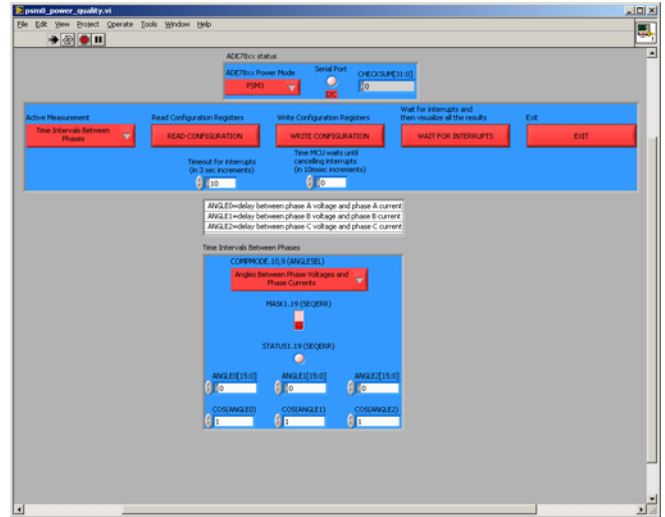 psm0_power_quality.vi
File Edit View Project Operate Tools Window Help
ADE78xx status
ADE78xx Power Mode
Serial Port
CHECKSUM[31:0]
PSM3
I2C
0
Active Measurement
Read Configuration Registers
Write Configuration Registers
Wait for interrupts and
then visualize all the results
Exit
Time Intervals Between
Phases
READ CONFIGURATION
WRITE CONFIGURATION
WAIT FOR INTERRUPTS
EXIT
Timeout for interrupts
(in 3 sec increments)
10
Time MCU waits until
cancelling interrupts
(in 10msec increments)
0
ANGLE0=delay between phase A voltage and phase A current
ANGLE1=delay between phase B voltage and phase B current
ANGLE2=delay between phase C voltage and phase C current
Time Intervals Between Phases
COMPMODE.10,9 (ANGLESEL)
Angles Between Phase Voltages and
Phase Currents
MASK1.19 (SEQERR)
STATUS1.19 (SEQERR)
ANGLE0[15:0] ANGLE1[15:0] ANGLE2[15:0]
0 0 0
COS(ANGLE0) COS(ANGLE1) COS(ANGLE2)
1 1 1